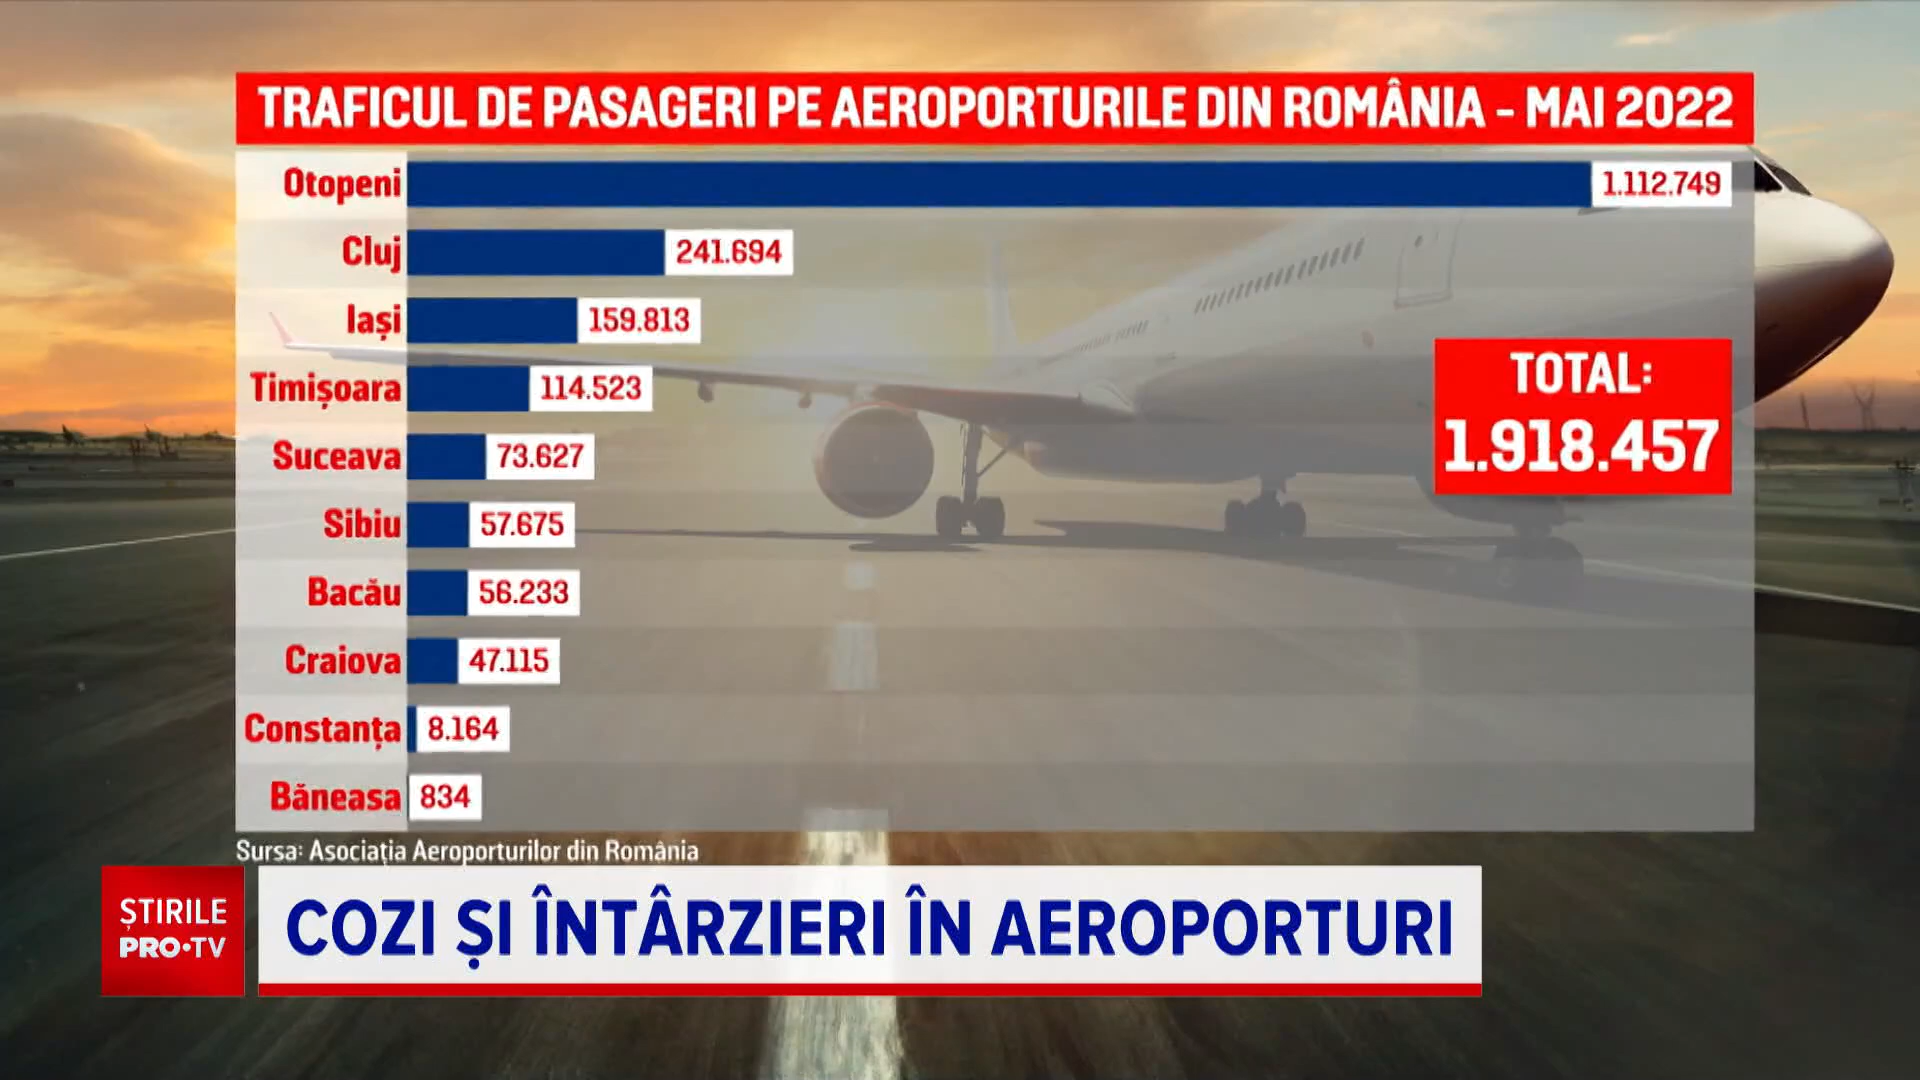 TRAFICUL DE PASAGERI PE AEROPORTURILE DIN ROMÂNIA - MAI 2022
Otopeni 1.112.749
Cluj 241.694
Iași 159.813
Timișoara 114.523
Suceava 73.627
Sibiu 57.675
Bacău 56.233
Craiova 47.115
Constanța 8.164
Băneasa 834
TOTAL:
1.918.457
Sursa: Asociația Aeroporturilor din România
ȘTIRILE
PRO•TV
COZI ȘI ÎNTÂRZIERI ÎN AEROPORTURI